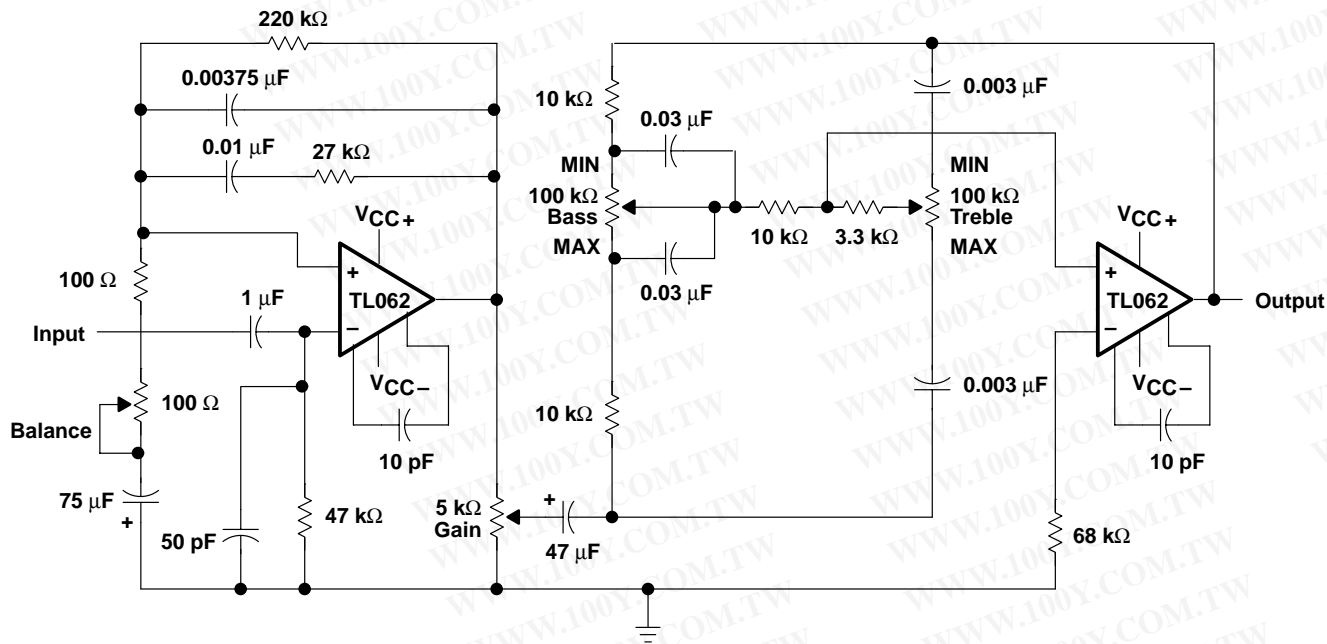 220 kΩ
0.00375 μF
0.01 μF
27 kΩ
VCC+
100 Ω
+
TL062
−
1 μF
Input
VCC−
100 Ω
Balance
10 pF
75 μF
+
50 pF
47 kΩ
5 kΩ
Gain
+
47 μF
10 kΩ
0.03 μF
MIN
100 kΩ
Bass
MAX
0.03 μF
10 kΩ
10 kΩ
3.3 kΩ
0.003 μF
MIN
100 kΩ
Treble
MAX
0.003 μF
VCC+
+
TL062
−
Output
VCC−
10 pF
68 kΩ
WWW.100Y.COM.TW